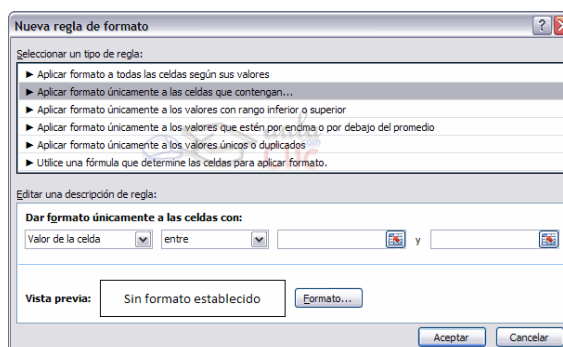 Nueva regla de formato
Seleccionar un tipo de regla:
► Aplicar formato a todas las celdas según sus valores
► Aplicar formato únicamente a las celdas que contengan...
► Aplicar formato únicamente a los valores con rango inferior o superior
► Aplicar formato únicamente a los valores que estén por encima o por debajo del promedio
► Aplicar formato únicamente a los valores únicos o duplicados
► Utilice una fórmula que determine las celdas para aplicar formato.
aula
clic
Editar una descripción de regla:
Dar formato únicamente a las celdas con:
Valor de la celda entre y
Vista previa: Sin formato establecido Formato...
Aceptar Cancelar